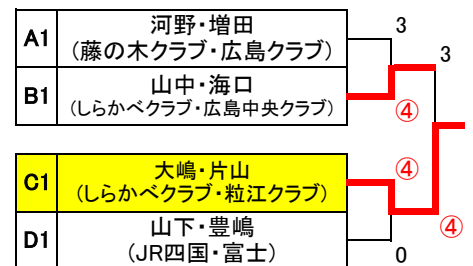 A1
河野・増田
(藤の木クラブ・広島クラブ)
3
B1
山中・海口
(しらかべクラブ・広島中央クラブ)
④
3
C1
大嶋・片山
(しらかべクラブ・粒江クラブ)
④
D1
山下・豊嶋
(JR四国・富士)
0
④